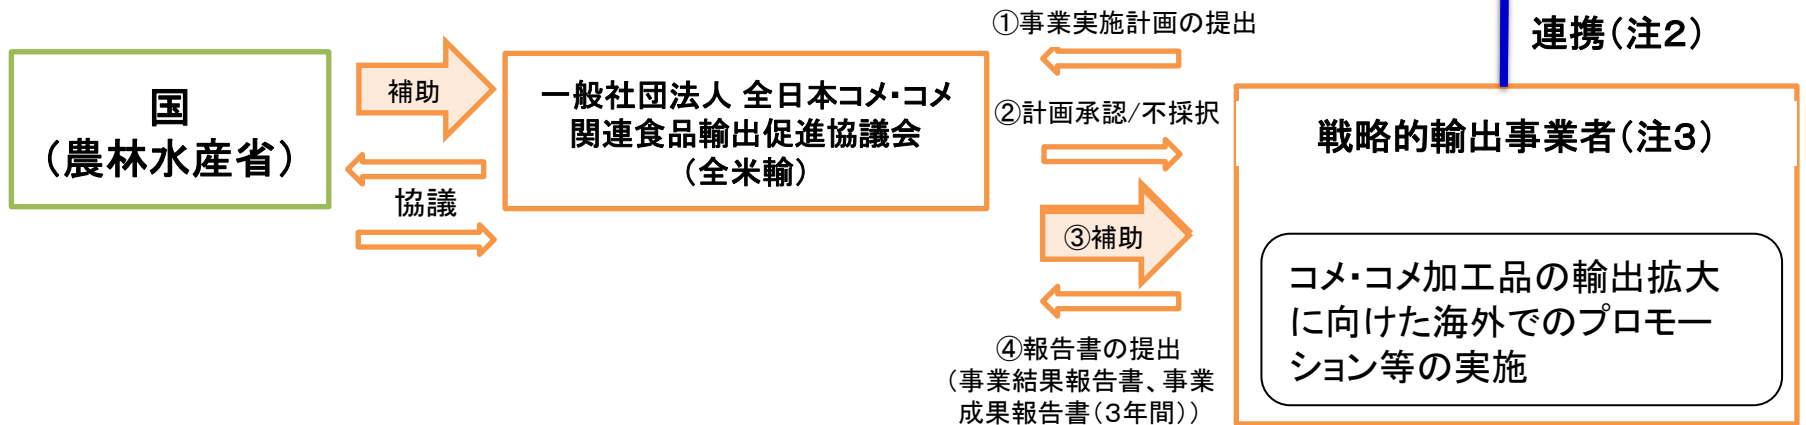 国
（農林水産省）
補助
協議
一般社団法人 全日本コメ・コメ
関連食品輸出促進協議会
（全米輸）
①事業実施計画の提出
②計画承認/不採択
③補助
④報告書の提出
（事業結果報告書、事業
成果報告書（３年間））
連携（注２）
戦略的輸出事業者（注３）
コメ・コメ加工品の輸出拡大
に向けた海外でのプロモー
ション等の実施